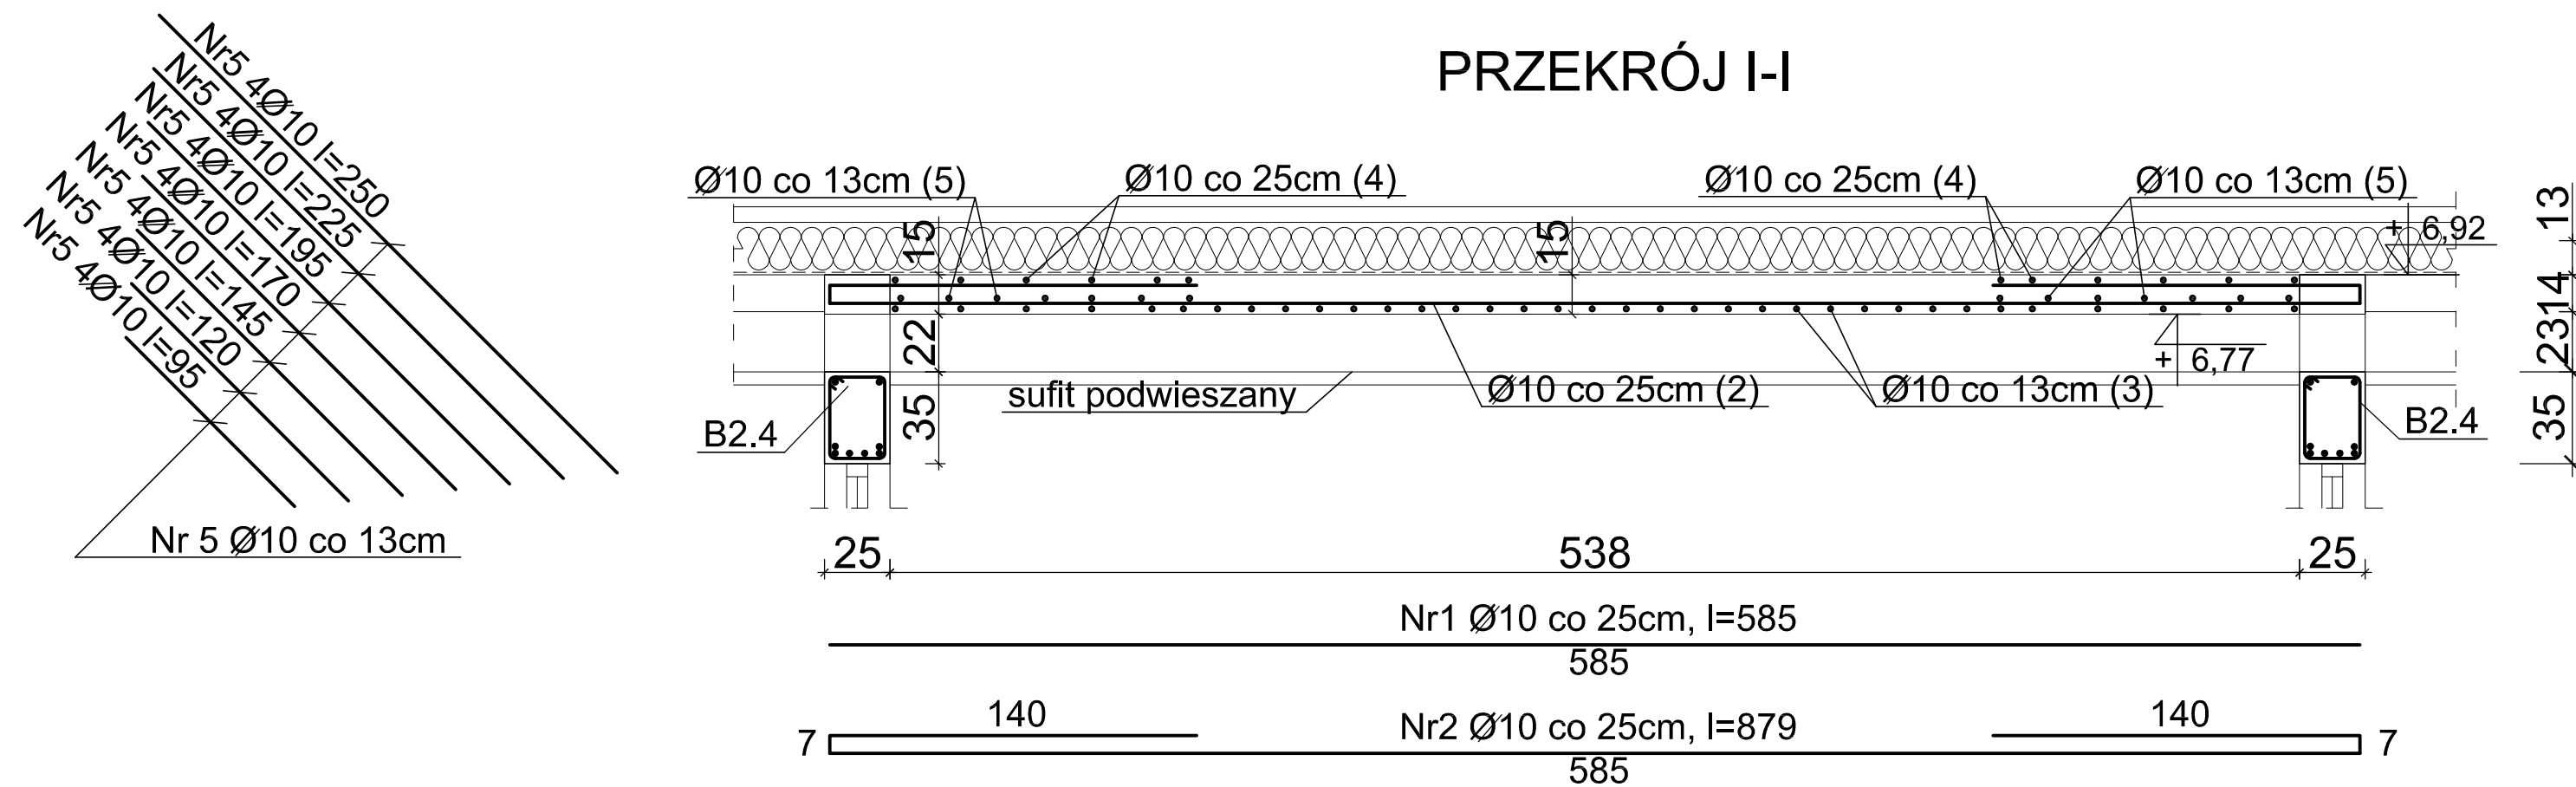 PRZEKRÓJ I-I
Nr5 4Ø10 l=250
Nr5 4Ø10 l=225
Nr5 4Ø10 l=195
Nr5 4Ø10 l=170
Nr5 4Ø10 l=145
Nr5 4Ø10 l=120
Nr5 4Ø10 l=95
Nr 5 Ø10 co 13cm
Ø10 co 13cm (5)
Ø10 co 25cm (4)
Ø10 co 25cm (4)
Ø10 co 13cm (5)
15
15
13
+ 6,92
14
22
23
+ 6,77
sufit podwieszany
Ø10 co 25cm (2)
Ø10 co 13cm (3)
B2.4
35
B2.4
35
25
538
25
Nr1 Ø10 co 25cm, l=585
585
140
Nr2 Ø10 co 25cm, l=879
140
7
7
585